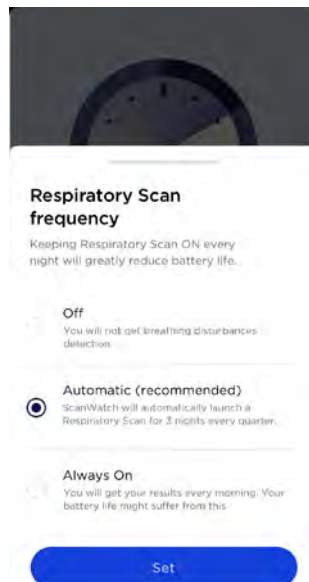 Respiratory Scan
frequency
Keeping Respiratory Scan ON every
night will greatly reduce battery life.
Off
You will not get breathing disturbances
detection
Automatic (recommended)
ScanWatch will automatically launch a
Respiratory Scan for 3 nights every quarter.
Always On
You will get your results every morning. Your
battery life might suffer from this
Set